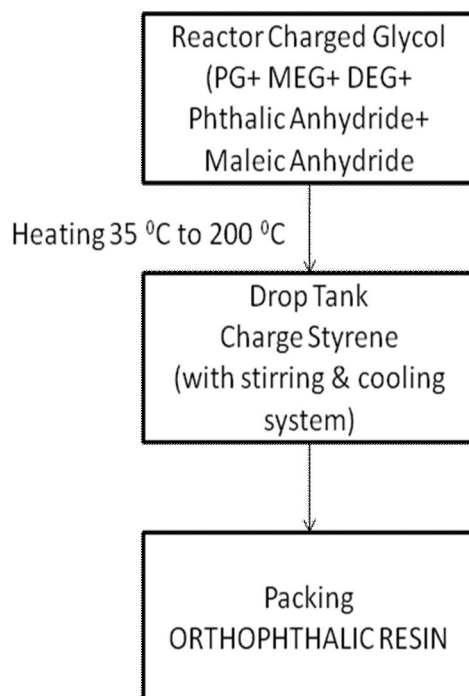 Reactor Charged Glycol
(PG+ MEG+ DEG+
Phthalic Anhydride+
Maleic Anhydride
Heating 35 ⁰C to 200 ⁰C
Drop Tank
Charge Styrene
(with stirring & cooling
system)
Packing
ORTHOPHTHALIC RESIN